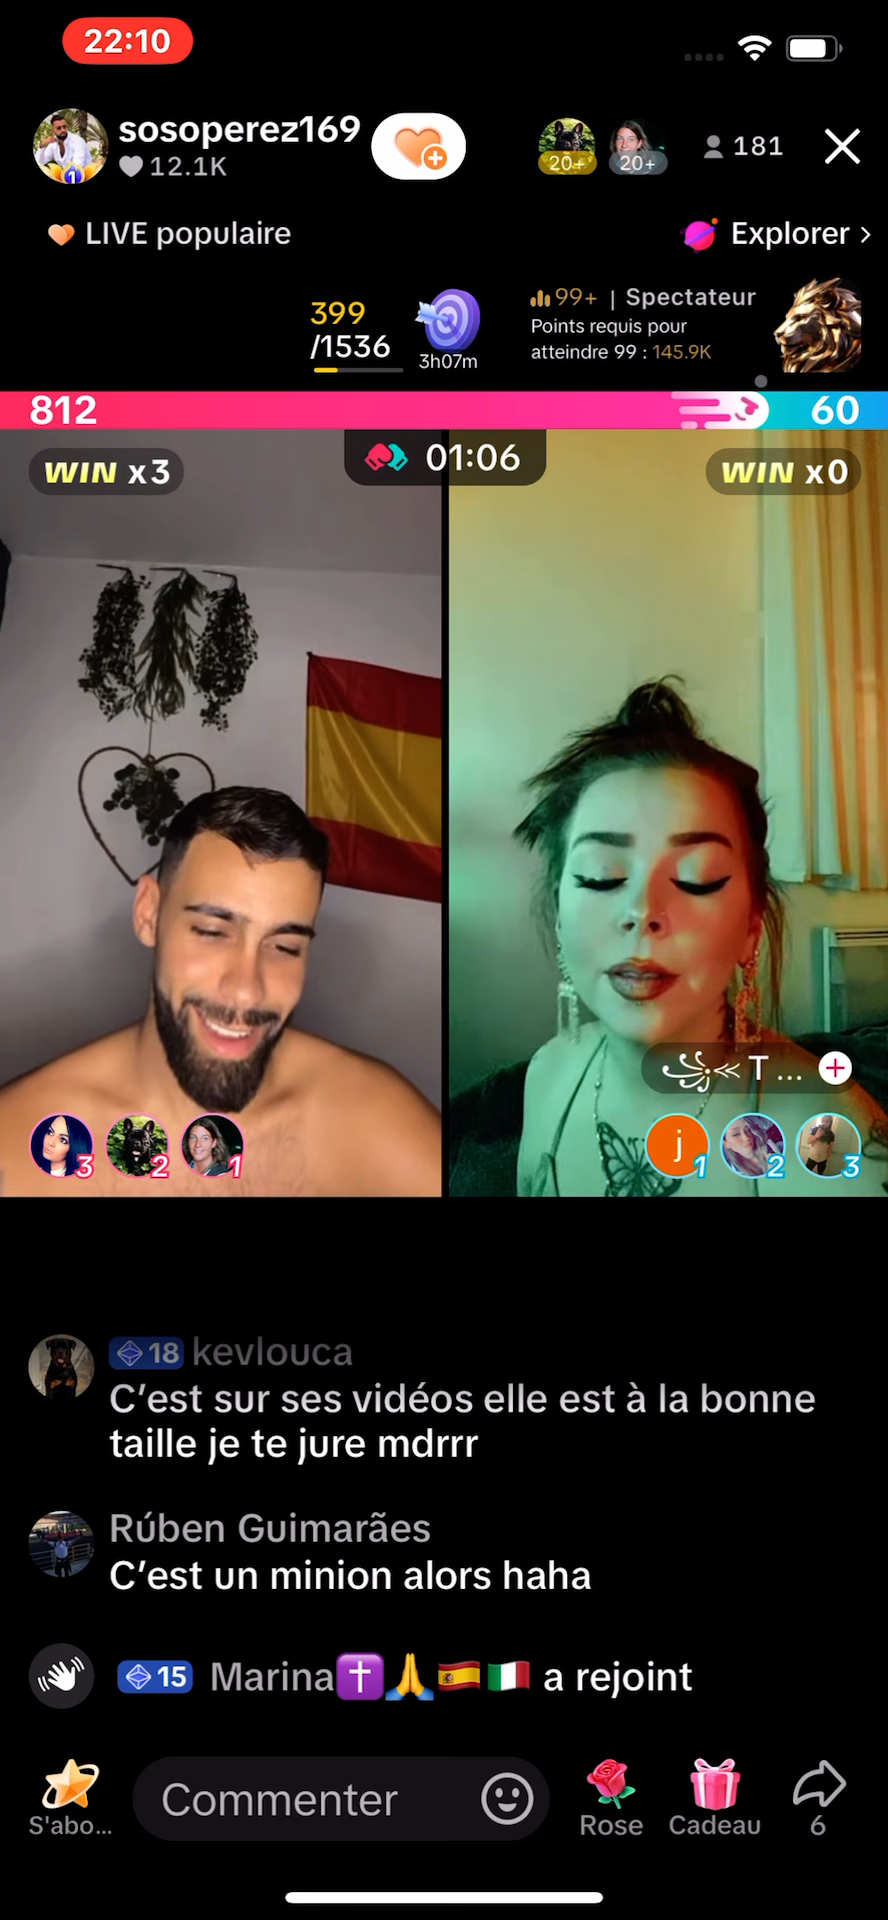 22:10
sosoperez169
12.1K
1
20+
20+
181
LIVE populaire
Explorer >
399
/1536
3h07m
99+ | Spectateur
Points requis pour
atteindre 99 : 145.9K
812
60
WIN x3
01:06
WIN x0
T ...
3
2
1
j
1
2
3
18 kevlouca
C’est sur ses vidéos elle est à la bonne
taille je te jure mdrrr
Rúben Guimarães
C’est un minion alors haha
15 Marina✝️🙏🇪🇸🇮🇹 a rejoint
Commenter
S'abo...
Rose
Cadeau
6